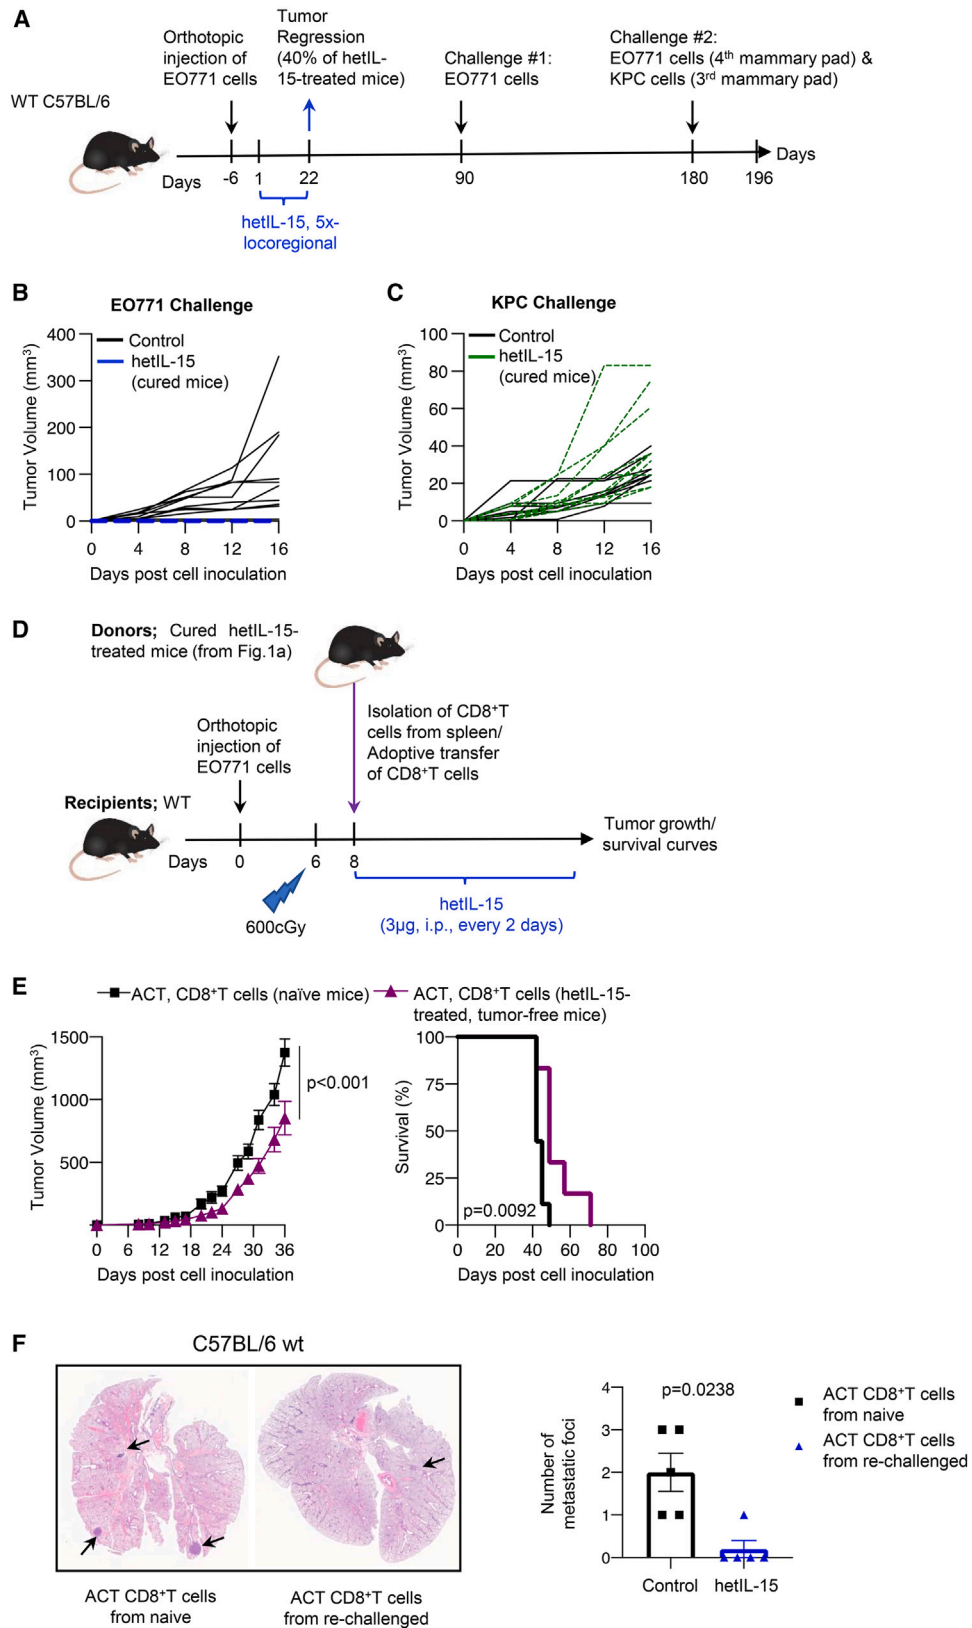 A
Orthotopic
injection of
EO771 cells
Tumor
Regression
(40% of hetIL-
15-treated mice)
Challenge #1:
EO771 cells
Challenge #2:
EO771 cells (4th mammary pad) &
KPC cells (3rd mammary pad)
WT C57BL/6
Days
Days -6 1 22 90 180 196
hetIL-15, 5x-
locoregional
B
EO771 Challenge
Control
hetIL-15
(cured mice)
Tumor Volume (mm³)
400
300
200
100
0
0 4 8 12 16
Days post cell inoculation
C
KPC Challenge
Control
hetIL-15
(cured mice)
Tumor Volume (mm³)
100
80
60
40
20
0
0 4 8 12 16
Days post cell inoculation
D
Donors; Cured hetIL-15-
treated mice (from Fig.1a)
Isolation of CD8⁺T
cells from spleen/
Adoptive transfer
of CD8⁺T cells
Orthotopic
injection of
EO771 cells
Recipients; WT
Tumor growth/
survival curves
Days 0 6 8
600cGy
hetIL-15
(3µg, i.p., every 2 days)
E
ACT, CD8⁺T cells (naïve mice)
ACT, CD8⁺T cells (hetIL-15-
treated, tumor-free mice)
Tumor Volume (mm³)
1500
1000
500
0 6 12 18 24 30 36
Days post cell inoculation
p<0.001
Survival (%)
100
75
50
25
0
p=0.0092
0 20 40 60 80 100
Days post cell inoculation
F
C57BL/6 wt
ACT CD8⁺T cells
from naive
ACT CD8⁺T cells
from re-challenged
Number of
metastatic foci
4
3
2
1
0
p=0.0238
Control hetIL-15
ACT CD8⁺T cells
from naive
ACT CD8⁺T cells
from re-challenged